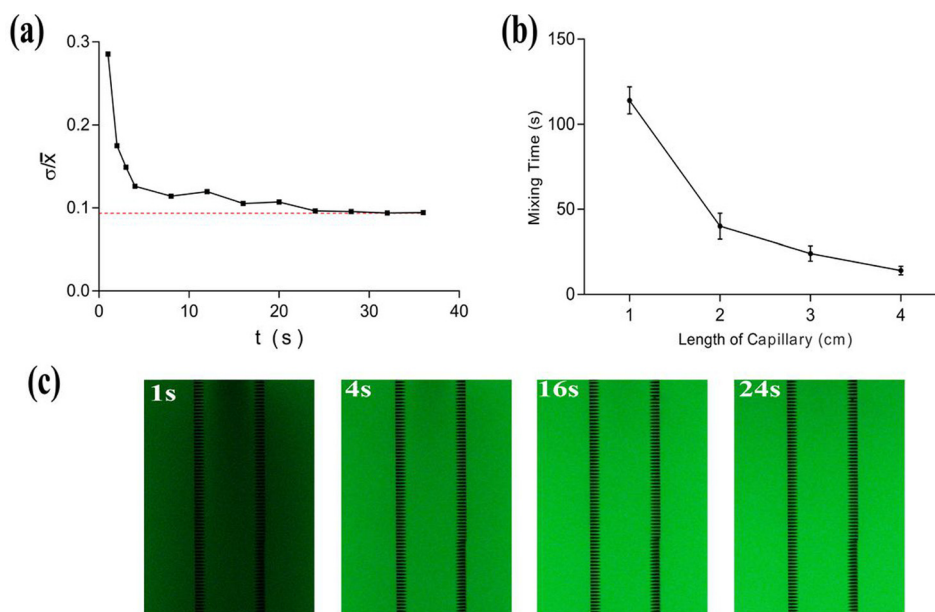 (a)
0.3
0.2
0.1
0.0
σ/x̄
0 10 20 30 40
t (s)
(b)
150
100
50
0
Mixing Time (s)
1 2 3 4
Length of Capillary (cm)
(c)
1s 4s 16s 24s